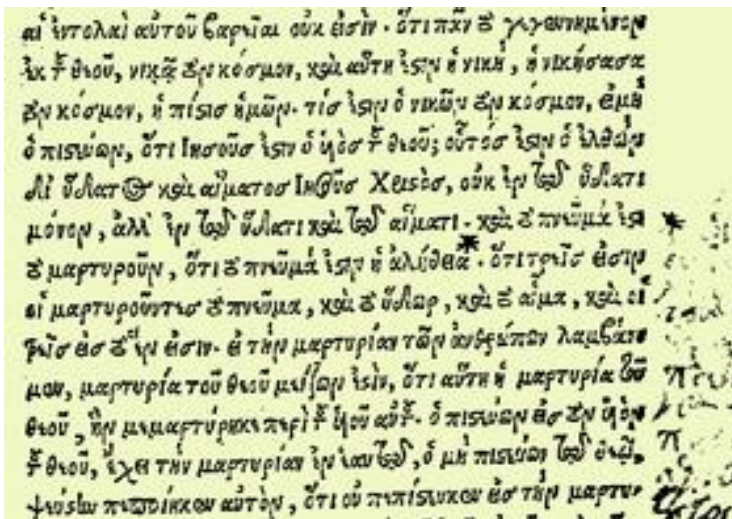 αἱ ἐντολαὶ αὐτοῦ βαρεῖαι οὐκ εἰσίν. ὅτι πᾶν τὸ γεγεννημένον
ἐκ τοῦ θεοῦ, νικᾷ τὸν κόσμον, καὶ αὕτη ἐστὶν ἡ νίκη, ἡ νικήσασα
τὸν κόσμον, ἡ πίστις ἡμῶν. τίς ἐστιν ὁ νικῶν τὸν κόσμον, εἰ μὴ
ὁ πιστεύων, ὅτι Ἰησοῦς ἐστιν ὁ υἱὸς τοῦ θεοῦ; οὗτός ἐστιν ὁ ἐλθὼν
δι' ὕδατος καὶ αἵματος Ἰησοῦς Χριστὸς, οὐκ ἐν τῷ ὕδατι
μόνον, ἀλλ' ἐν τῷ ὕδατι καὶ τῷ αἵματι. καὶ τὸ πνεῦμά ἐστι
τὸ μαρτυροῦν, ὅτι τὸ πνεῦμά ἐστιν ἡ ἀλήθεια. ὅτι τρεῖς εἰσιν
οἱ μαρτυροῦντες τὸ πνεῦμα, καὶ τὸ ὕδωρ, καὶ τὸ αἷμα, καὶ οἱ
τρεῖς εἰς τὸ ἕν εἰσιν. εἰ τὴν μαρτυρίαν τῶν ἀνθρώπων λαμβάνο
μεν, μαρτυρία τοῦ θεοῦ μείζων ἐστὶν, ὅτι αὕτη ἡ μαρτυρία τοῦ
θεοῦ, ἣν μεμαρτύρηκε περὶ τοῦ υἱοῦ αὐτοῦ. ὁ πιστεύων εἰς τὸν υἱὸν
τοῦ θεοῦ, ἔχει τὴν μαρτυρίαν ἐν ἑαυτῷ, ὁ μὴ πιστεύων τῷ θεῷ,
ψεύστην πεποίηκεν αὐτὸν, ὅτι οὐ πεπίστευκεν εἰς τὴν μαρτυρ